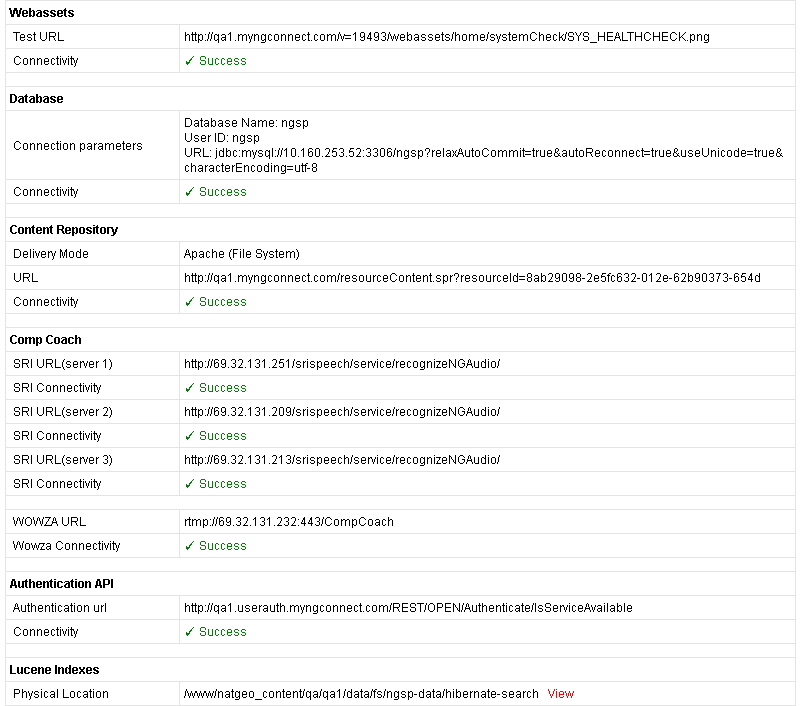 Webassets
Test URL http://qa1.myngconnect.com/v=19493/webassets/home/systemCheck/SYS_HEALTHCHECK.png
Connectivity ✓ Success
Database
Connection parameters
Database Name: ngsp
User ID: ngsp
URL: jdbc:mysql://10.160.253.52:3306/ngsp?relaxAutoCommit=true&autoReconnect=true&useUnicode=true&
characterEncoding=utf-8
Connectivity ✓ Success
Content Repository
Delivery Mode Apache (File System)
URL http://qa1.myngconnect.com/resourceContent.spr?resourceId=8ab29098-2e5fc632-012e-62b90373-654d
Connectivity ✓ Success
Comp Coach
SRI URL(server 1) http://69.32.131.251/srispeech/service/recognizeNGAudio/
SRI Connectivity ✓ Success
SRI URL(server 2) http://69.32.131.209/srispeech/service/recognizeNGAudio/
SRI Connectivity ✓ Success
SRI URL(server 3) http://69.32.131.213/srispeech/service/recognizeNGAudio/
SRI Connectivity ✓ Success
WOWZA URL rtmp://69.32.131.232:443/CompCoach
Wowza Connectivity ✓ Success
Authentication API
Authentication url http://qa1.userauth.myngconnect.com/REST/OPEN/Authenticate/IsServiceAvailable
Connectivity ✓ Success
Lucene Indexes
Physical Location /www/natgeo_content/qa/qa1/data/fs/ngsp-data/hibernate-search View